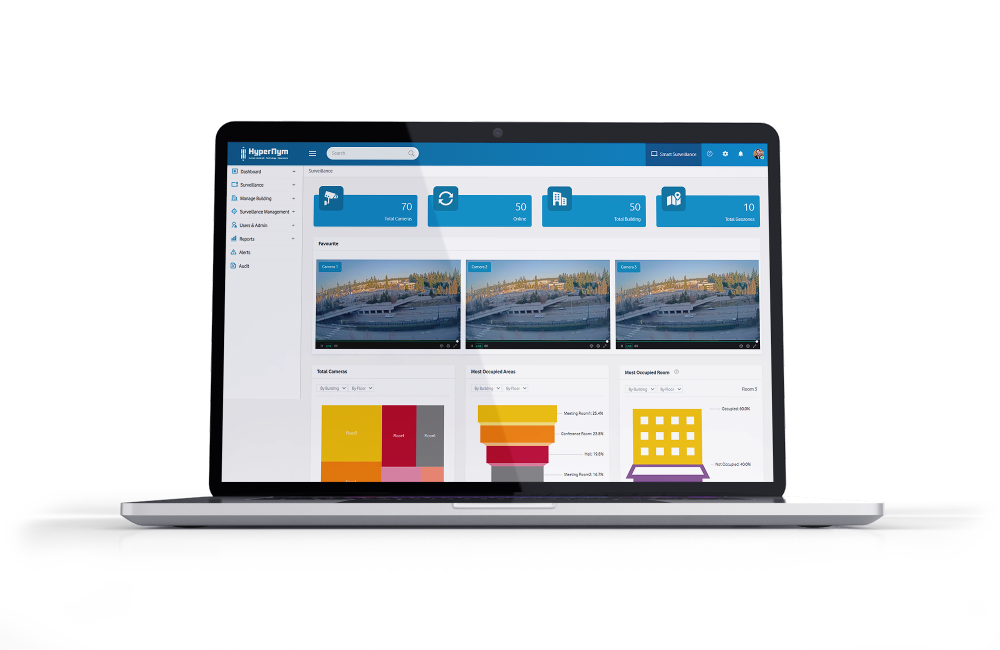 HyperNym
Human Centered | Technology | Operations
Search
Smart Surveillance
Dashboard +
Surveillance +
Manage Building +
Surveillance Management +
Users & Admin +
Reports +
Alerts
Audit
Surveillance
70
Total Cameras
50
Online
50
Total Building
10
Total Geozones
Favourite
Camera 1
Camera 2
Camera 3
LIVE
LIVE
LIVE
Total Cameras
By Building
By Floor
Floor3
Floor4
Floor6
Most Occupied Areas
By Building
By Floor
Meeting Room1: 25.4%
Conferance Room: 23.8%
Hall: 19.8%
Meeting Room2: 16.7%
Most Occupied Room
By Building
By Floor
Room 3
Occupied: 60.0%
Not Occupied: 40.0%